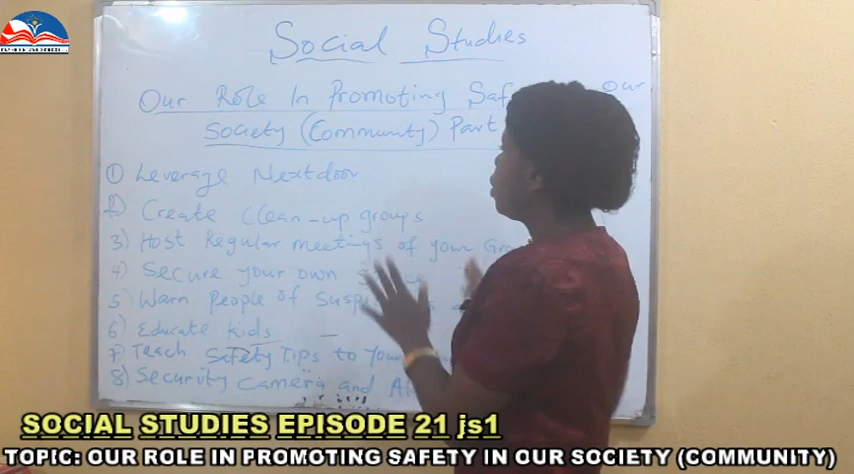 Social Studies
Our Role In Promoting Our
Society (Community) Part
① Leverage Nextdoor
2) Create Clean-up groups
3) Host Regular meetings of your
4) Secure your own
5) Warn People of
6) Educate kids
7) Teach Safety Tips to
8) Security Camera and
SOCIAL STUDIES EPISODE 21 js1
TOPIC: OUR ROLE IN PROMOTING SAFETY IN OUR SOCIETY (COMMUNITY)